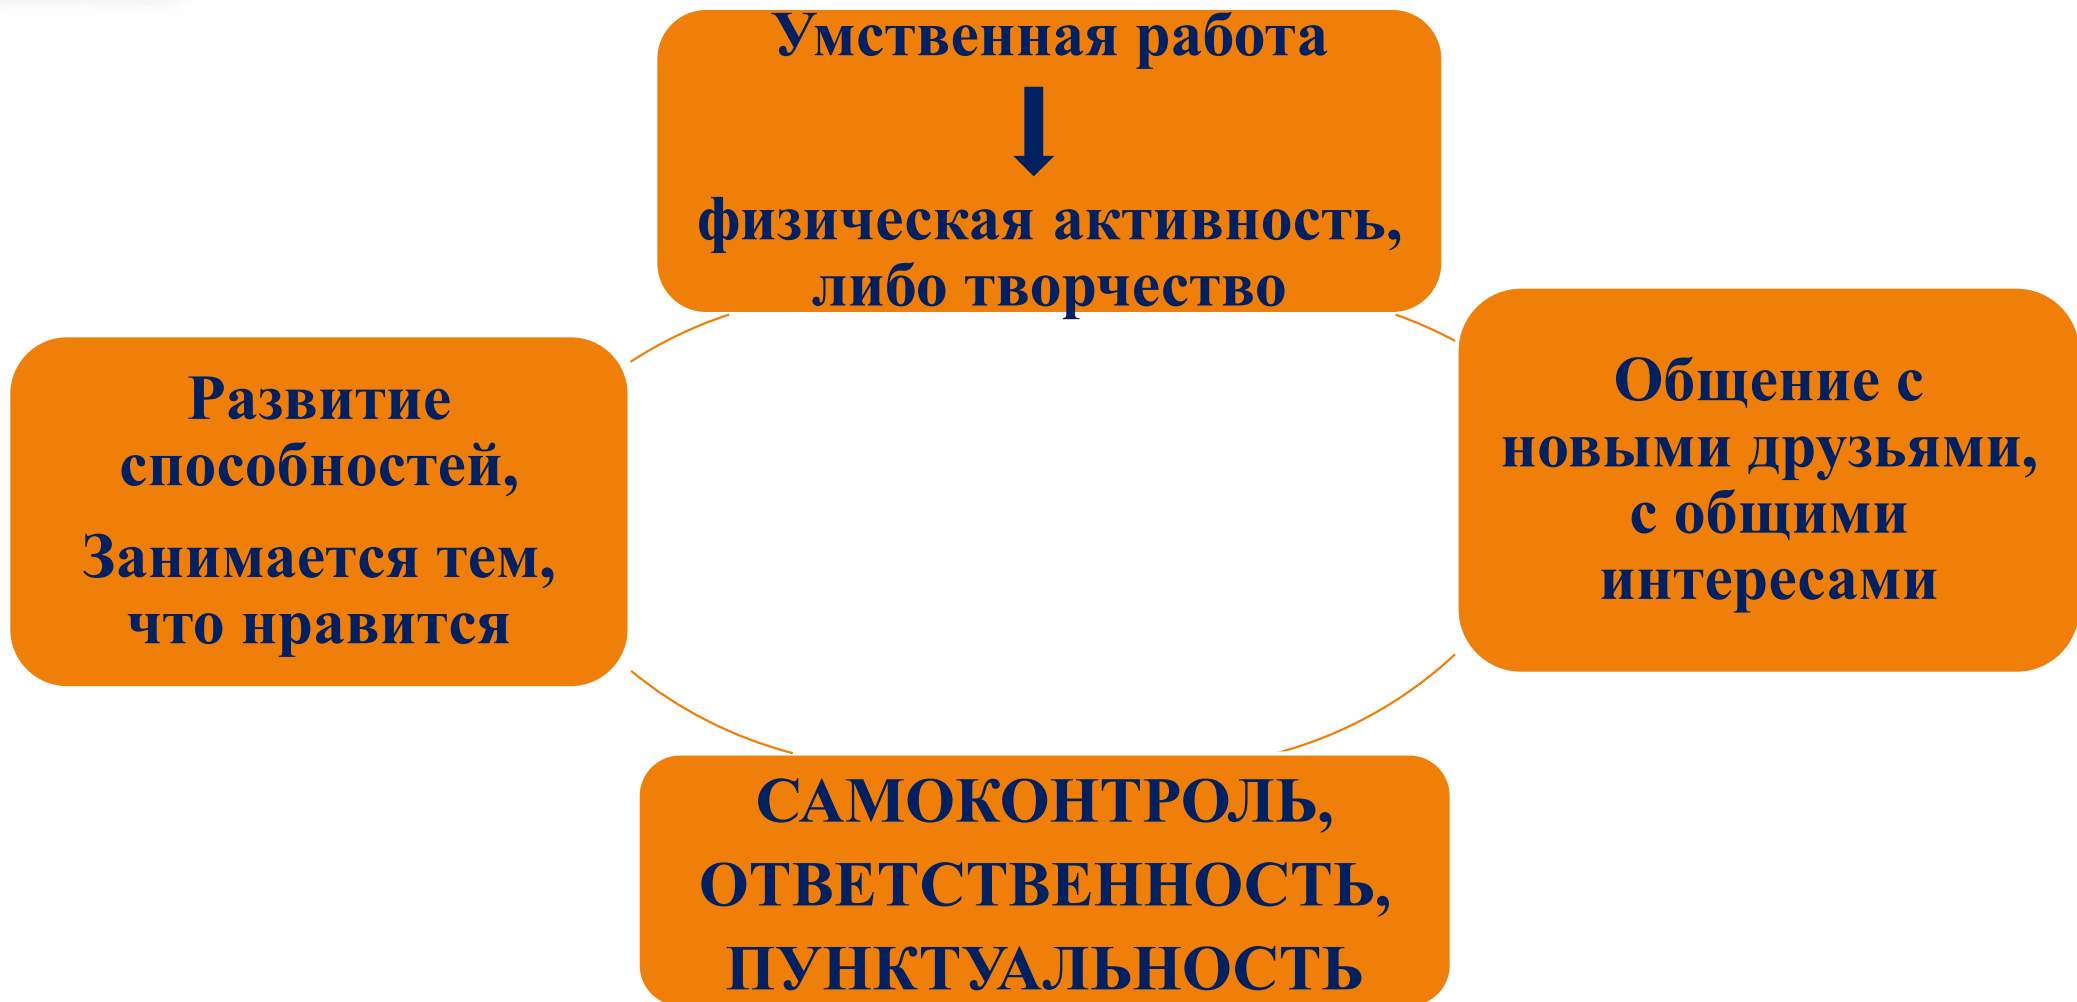 Умственная работа
физическая активность,
либо творчество
Общение с
новыми друзьями,
с общими
интересами
САМОКОНТРОЛЬ,
ОТВЕТСТВЕННОСТЬ,
ПУНКТУАЛЬНОСТЬ
Развитие
способностей,
Занимается тем,
что нравится